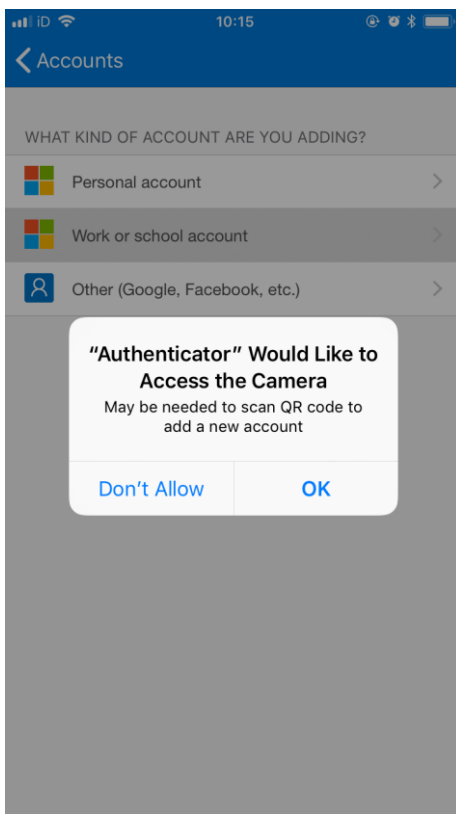 iD 10:15
Accounts
WHAT KIND OF ACCOUNT ARE YOU ADDING?
Personal account
Work or school account
Other (Google, Facebook, etc.)
“Authenticator” Would Like to
Access the Camera
May be needed to scan QR code to
add a new account
Don’t Allow OK